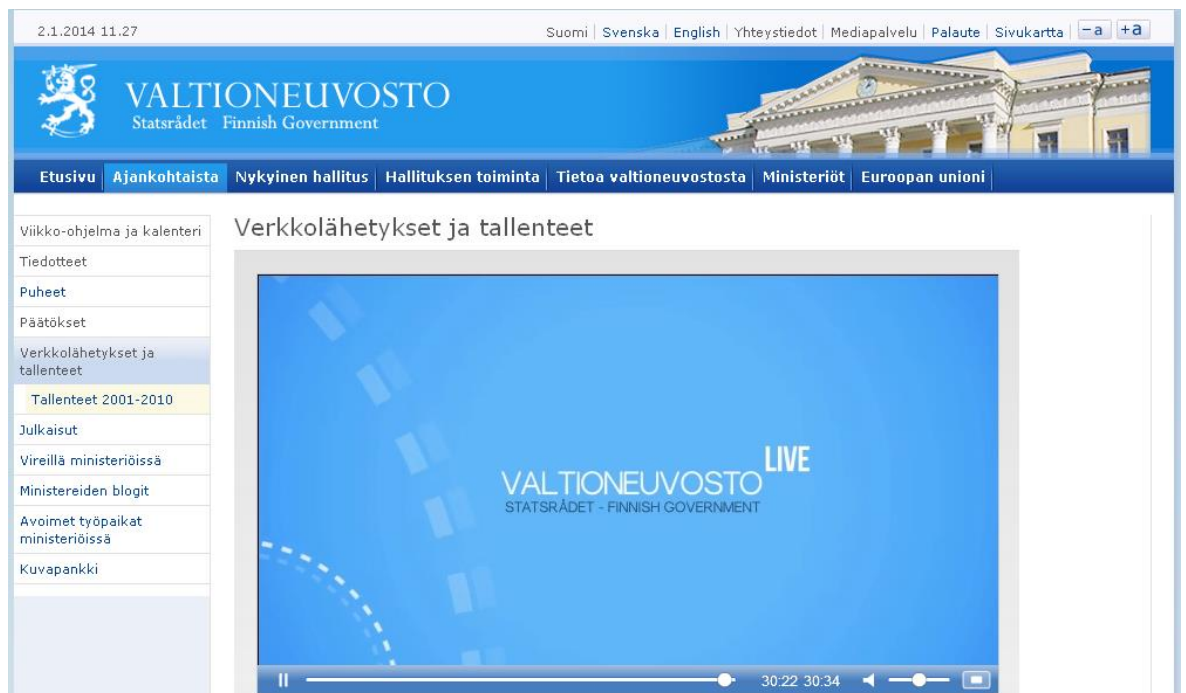 2.1.2014 11.27
Suomi Svenska English Yhteystiedot Mediapalvelu Palaute Sivukartta -a +a
VALTIONEUVOSTO
Statsrådet Finnish Government
Etusivu Ajankohtaista Nykyinen hallitus Hallituksen toiminta Tietoa valtioneuvostosta Ministeriöt Euroopan unioni
Viikko-ohjelma ja kalenteri
Tiedotteet
Puheet
Päätökset
Verkkolähetykset ja
tallenteet
Tallenteet 2001-2010
Julkaisut
Vireillä ministeriöissä
Ministereiden blogit
Avoimet työpaikat
ministeriöissä
Kuvapankki
Verkkolähetykset ja tallenteet
VALTIONEUVOSTO LIVE
STATSRÅDET - FINNISH GOVERNMENT
30:22 30:34